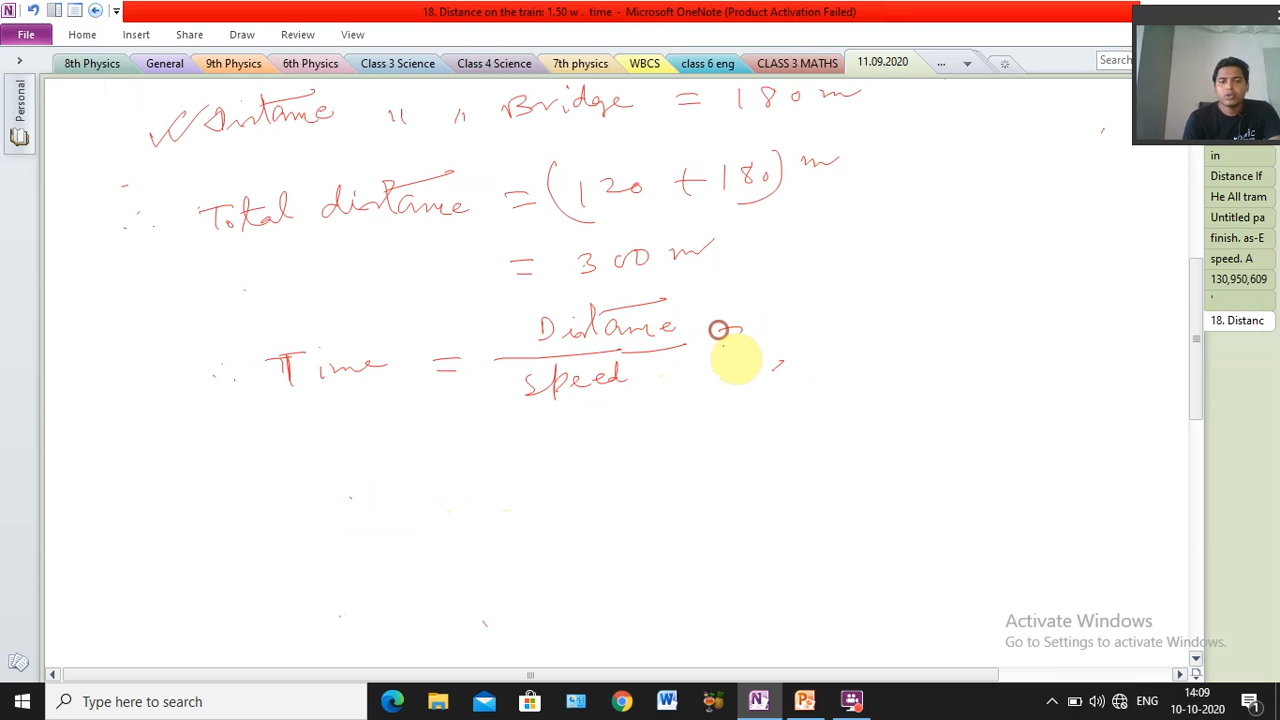 18. Distance on the train: 1.50 w . time - Microsoft OneNote (Product Activation Failed)
File Home Insert Share Draw Review View
8th Physics General 9th Physics 6th Physics Class 3 Science Class 4 Science 7th physics WBCS class 6 eng CLASS 3 MATHS 11.09.2020 ... Search
Personal
Distance " " Bridge = 180 m
∴ Total distance = (120 + 180) m
= 300 m
∴ Time = Distance =
speed
in
Distance If
He All tram
Untitled pa
finish. as-E
speed. A
130,950,609
'
18. Distanc
Activate Windows
Go to Settings to activate Windows.
Type here to search
ENG
14:09
10-10-2020
1